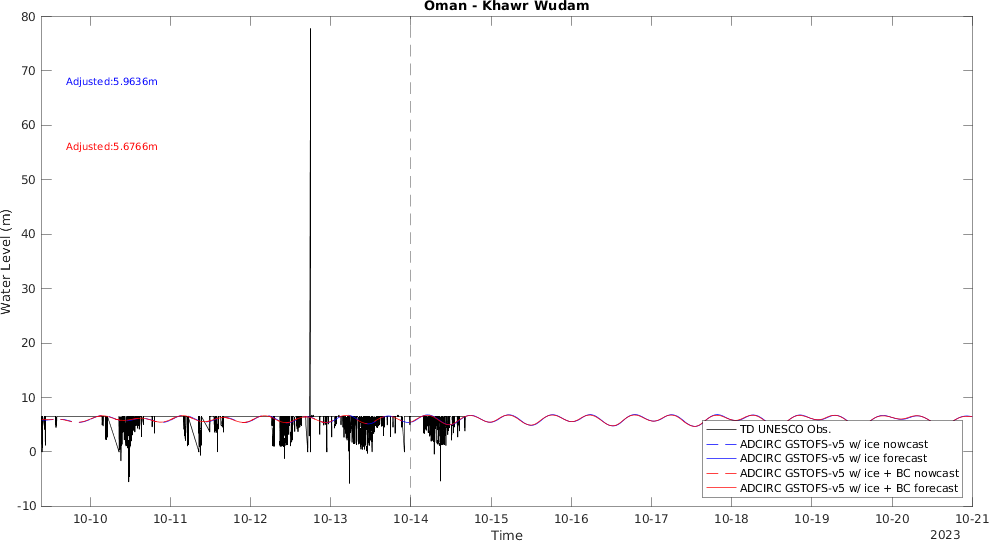 Oman - Khawr Wudam
80
70
60
50
40
30
20
10
0
-10
Water Level (m)
Adjusted:5.9636m
Adjusted:5.6766m
TD UNESCO Obs.
ADCIRC GSTOFS-v5 w/ ice nowcast
ADCIRC GSTOFS-v5 w/ ice forecast
ADCIRC GSTOFS-v5 w/ ice + BC nowcast
ADCIRC GSTOFS-v5 w/ ice + BC forecast
10-10 10-11 10-12 10-13 10-14 10-15 10-16 10-17 10-18 10-19 10-20 10-21
Time
2023